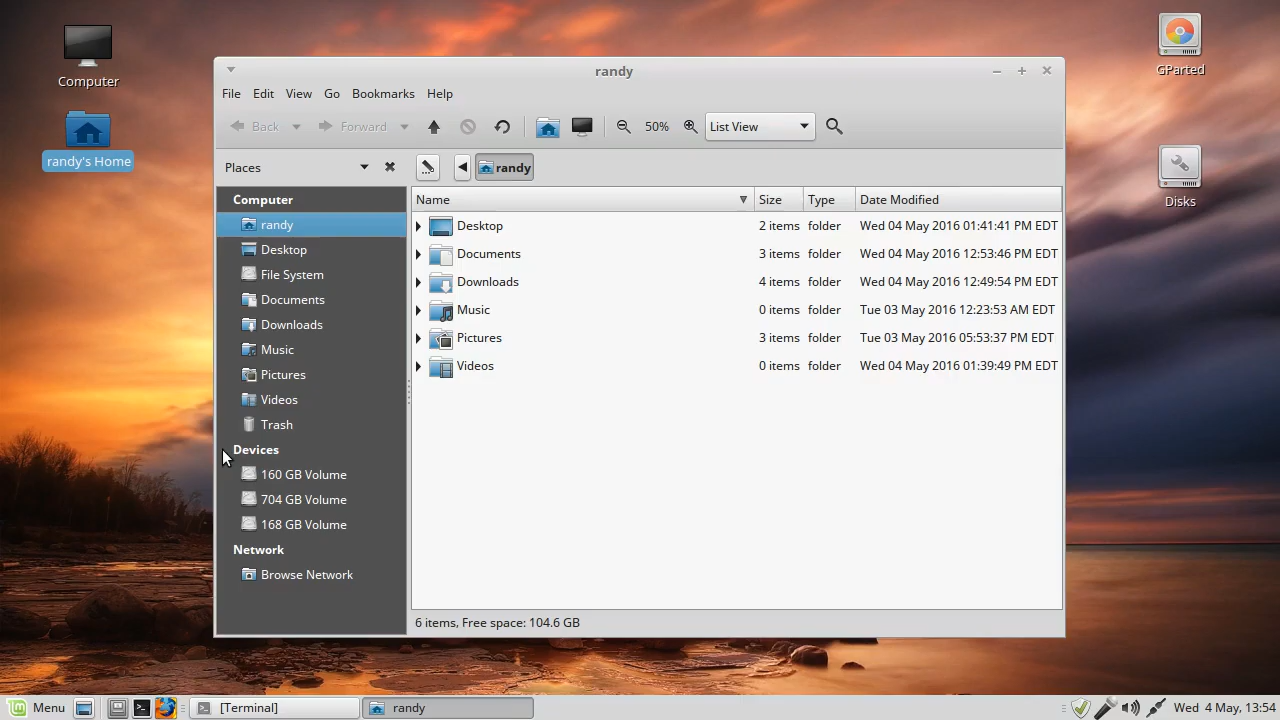 Computer
randy's Home
GParted
Disks
randy
File Edit View Go Bookmarks Help
Back Forward 50% List View
Places randy
Computer
randy
Desktop
File System
Documents
Downloads
Music
Pictures
Videos
Trash
Devices
160 GB Volume
704 GB Volume
168 GB Volume
Network
Browse Network
Name Size Type Date Modified
Desktop 2 items folder Wed 04 May 2016 01:41:41 PM EDT
Documents 3 items folder Wed 04 May 2016 12:53:46 PM EDT
Downloads 4 items folder Wed 04 May 2016 12:49:54 PM EDT
Music 0 items folder Tue 03 May 2016 12:23:53 AM EDT
Pictures 3 items folder Tue 03 May 2016 05:53:37 PM EDT
Videos 0 items folder Wed 04 May 2016 01:39:49 PM EDT
6 items, Free space: 104.6 GB
Menu [Terminal] randy Wed 4 May, 13:54